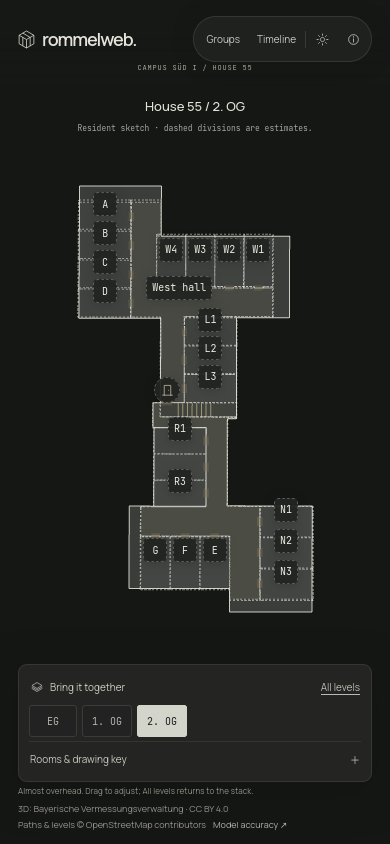 rommelweb.
Groups Timeline
CAMPUS SÜD I / HOUSE 55
House 55 / 2. OG
Resident sketch · dashed divisions are estimates.
A
B
C
D
W4 W3 W2 W1
West hall
L1
L2
L3
R1
R3
G F E
N1
N2
N3
Bring it together
All levels
EG 1. OG 2. OG
Rooms & drawing key +
Almost overhead. Drag to adjust; All levels returns to the stack.
3D: Bayerische Vermessungsverwaltung · CC BY 4.0
Paths & levels © OpenStreetMap contributors Model accuracy ↗